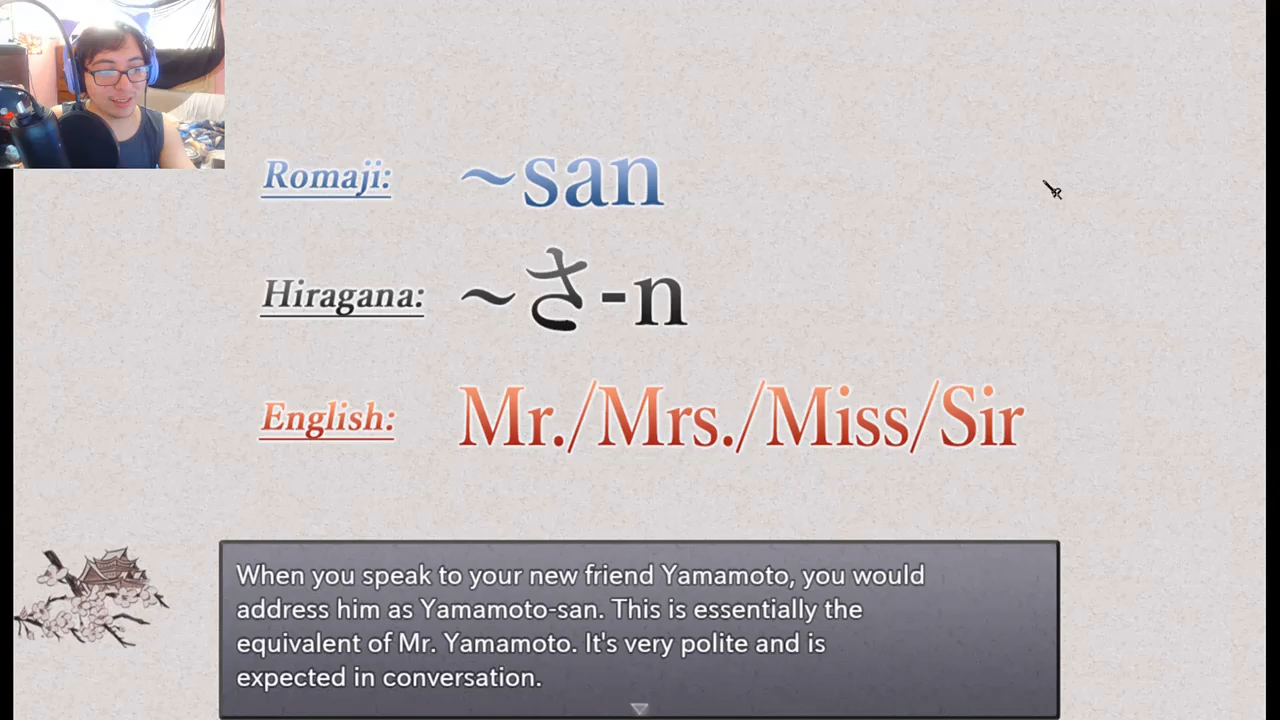 Romaji: ~san
Hiragana: ~さ-n
English: Mr./Mrs./Miss/Sir
When you speak to your new friend Yamamoto, you would
address him as Yamamoto-san. This is essentially the
equivalent of Mr. Yamamoto. It's very polite and is
expected in conversation.